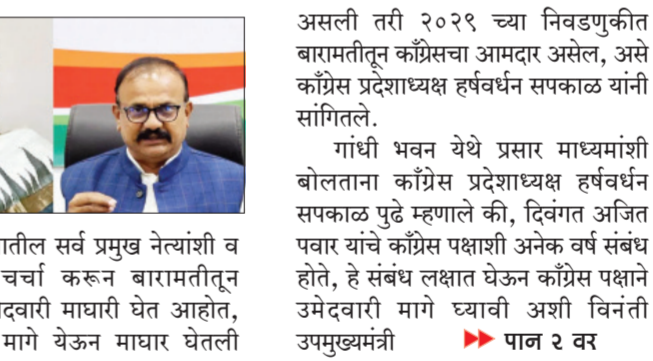 ातील सर्व प्रमुख नेत्यांशी व
चर्चा करून बारामतीतून
दवारी माघारी घेत आहोत,
मागे येऊन माघार घेतली
असली तरी २०२९ च्या निवडणुकीत
बारामतीतून काँग्रेसचा आमदार असेल, असे
काँग्रेस प्रदेशाध्यक्ष हर्षवर्धन सपकाळ यांनी
सांगितले.
गांधी भवन येथे प्रसार माध्यमांशी
बोलताना काँग्रेस प्रदेशाध्यक्ष हर्षवर्धन
सपकाळ पुढे म्हणाले की, दिवंगत अजित
पवार यांचे काँग्रेस पक्षाशी अनेक वर्ष संबंध
होते, हे संबंध लक्षात घेऊन काँग्रेस पक्षाने
उमेदवारी मागे घ्यावी अशी विनंती
उपमुख्यमंत्री पान २ वर